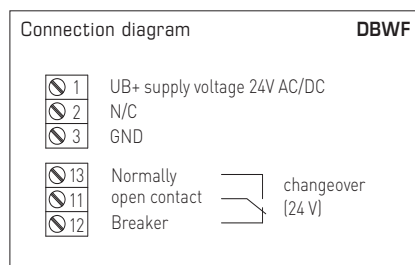 Connection diagram DBWF
1 UB+ supply voltage 24V AC/DC
2 N/C
3 GND
13 Normally
11 open contact
12 Breaker
changeover
(24 V)